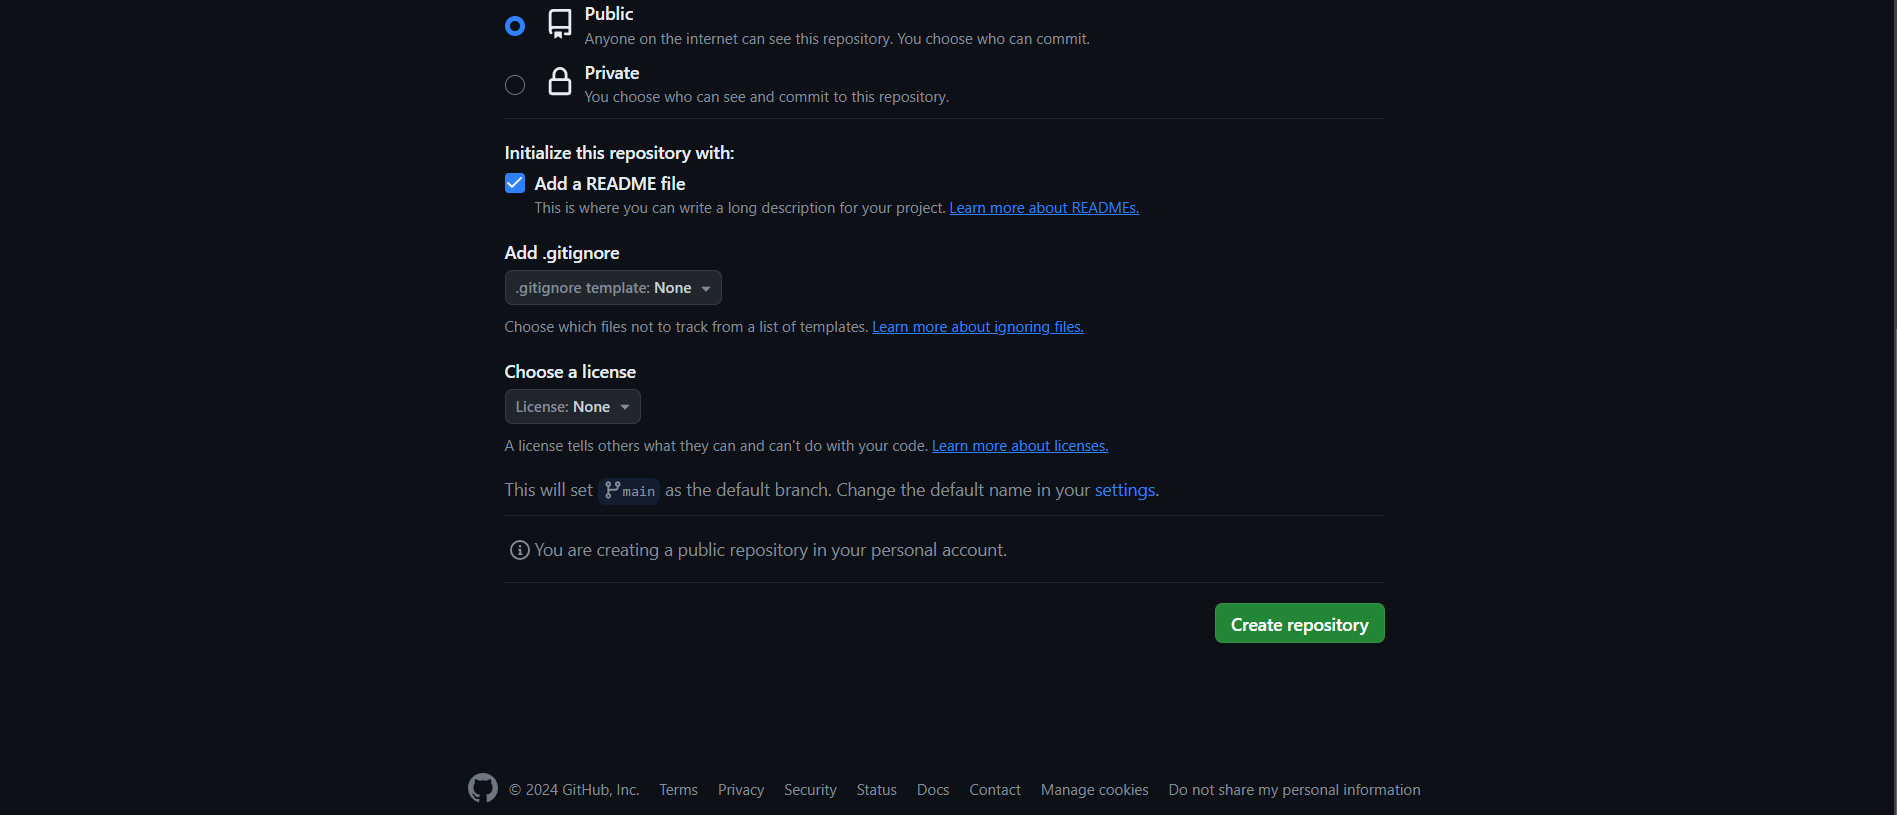 Public
Anyone on the internet can see this repository. You choose who can commit.
Private
You choose who can see and commit to this repository.
Initialize this repository with:
Add a README file
This is where you can write a long description for your project. Learn more about READMEs.
Add .gitignore
.gitignore template: None
Choose which files not to track from a list of templates. Learn more about ignoring files.
Choose a license
License: None
A license tells others what they can and can't do with your code. Learn more about licenses.
This will set main as the default branch. Change the default name in your settings.
You are creating a public repository in your personal account.
Create repository
© 2024 GitHub, Inc. Terms Privacy Security Status Docs Contact Manage cookies Do not share my personal information